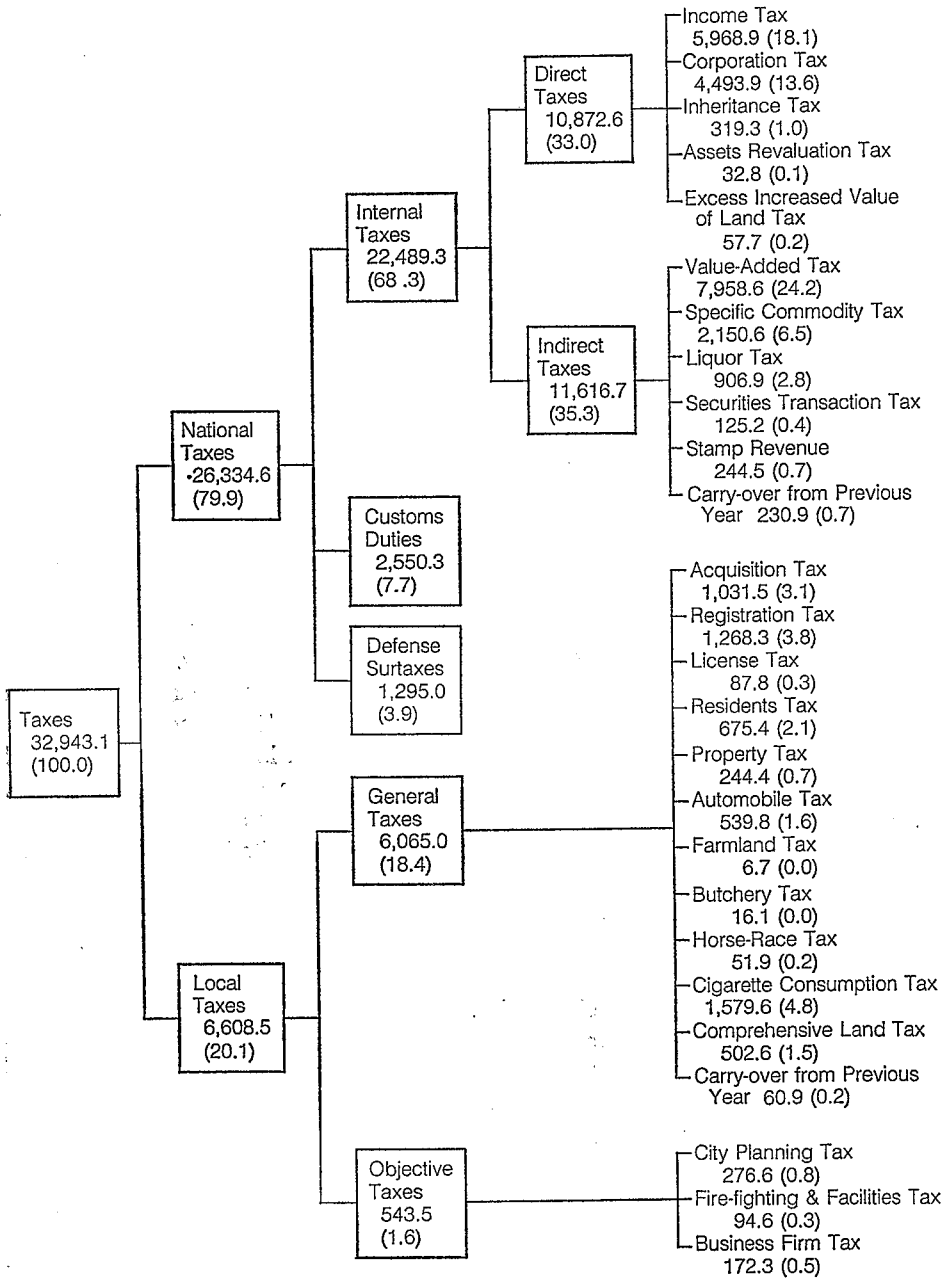 Taxes
32,943.1
(100.0)
National
Taxes
•26,334.6
(79.9)
Internal
Taxes
22,489.3
(68 .3)
Direct
Taxes
10,872.6
(33.0)
Income Tax
5,968.9 (18.1)
Corporation Tax
4,493.9 (13.6)
Inheritance Tax
319.3 (1.0)
Assets Revaluation Tax
32.8 (0.1)
Excess Increased Value
of Land Tax
57.7 (0.2)
Indirect
Taxes
11,616.7
(35.3)
Value-Added Tax
7,958.6 (24.2)
Specific Commodity Tax
2,150.6 (6.5)
Liquor Tax
906.9 (2.8)
Securities Transaction Tax
125.2 (0.4)
Stamp Revenue
244.5 (0.7)
Carry-over from Previous
Year 230.9 (0.7)
Customs
Duties
2,550.3
(7.7)
Defense
Surtaxes
1,295.0
(3.9)
Local
Taxes
6,608.5
(20.1)
General
Taxes
6,065.0
(18.4)
Acquisition Tax
1,031.5 (3.1)
Registration Tax
1,268.3 (3.8)
License Tax
87.8 (0.3)
Residents Tax
675.4 (2.1)
Property Tax
244.4 (0.7)
Automobile Tax
539.8 (1.6)
Farmland Tax
6.7 (0.0)
Butchery Tax
16.1 (0.0)
Horse-Race Tax
51.9 (0.2)
Cigarette Consumption Tax
1,579.6 (4.8)
Comprehensive Land Tax
502.6 (1.5)
Carry-over from Previous
Year 60.9 (0.2)
Objective
Taxes
543.5
(1.6)
City Planning Tax
276.6 (0.8)
Fire-fighting & Facilities Tax
94.6 (0.3)
Business Firm Tax
172.3 (0.5)